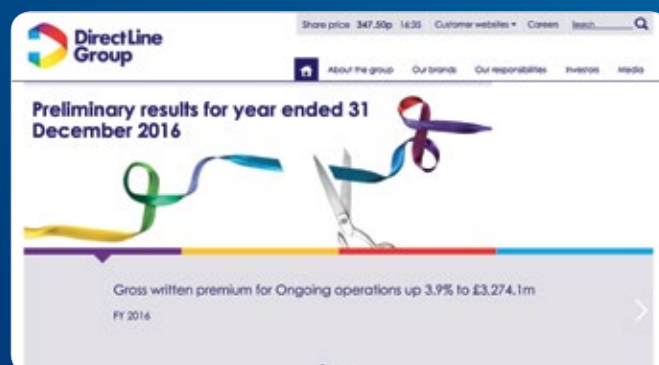 DirectLine
Group
Share price 347.50p 16:35 Customer websites Careers Search
About the group Our brands Our responsibilities Investors Media
Preliminary results for year ended 31
December 2016
Gross written premium for Ongoing operations up 3.9% to £3,274.1m
FY 2016